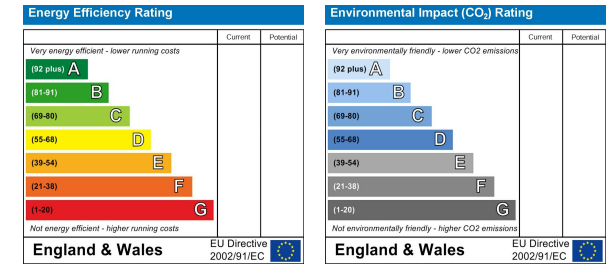 Energy Efficiency Rating
Current Potential
Very energy efficient - lower running costs
(92 plus) A
(81-91) B
(69-80) C
(55-68) D
(39-54) E
(21-38) F
(1-20) G
Not energy efficient - higher running costs
England & Wales
EU Directive
2002/91/EC
Environmental Impact (CO₂) Rating
Current Potential
Very environmentally friendly - lower CO2 emissions
(92 plus) A
(81-91) B
(69-80) C
(55-68) D
(39-54) E
(21-38) F
(1-20) G
Not environmentally friendly - higher CO2 emissions
England & Wales
EU Directive
2002/91/EC